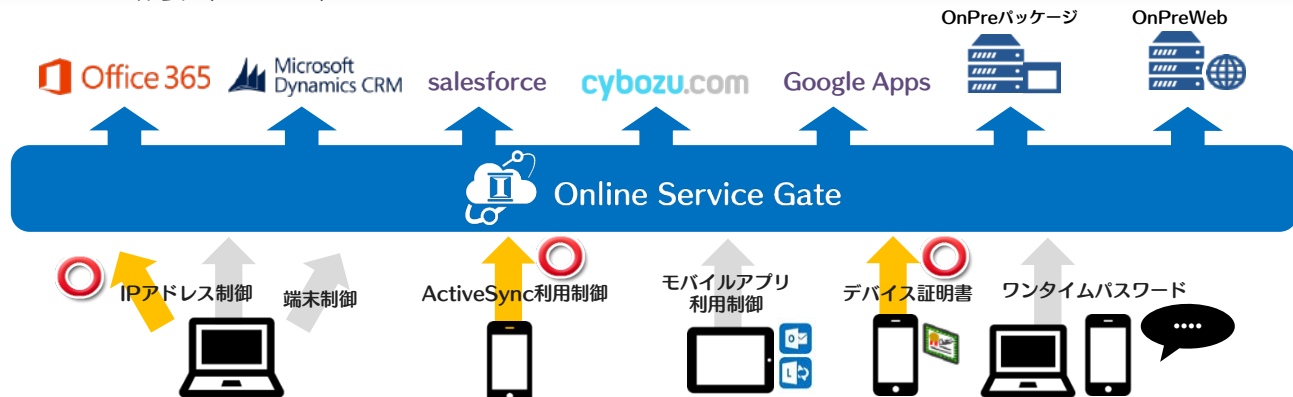 OnPreパッケージ
OnPreWeb
Office 365
Microsoft
Dynamics CRM
salesforce
cybozu.com
Google Apps
Online Service Gate
IPアドレス制御
端末制御
ActiveSync利用制御
モバイルアプリ
利用制御
デバイス証明書
ワンタイムパスワード